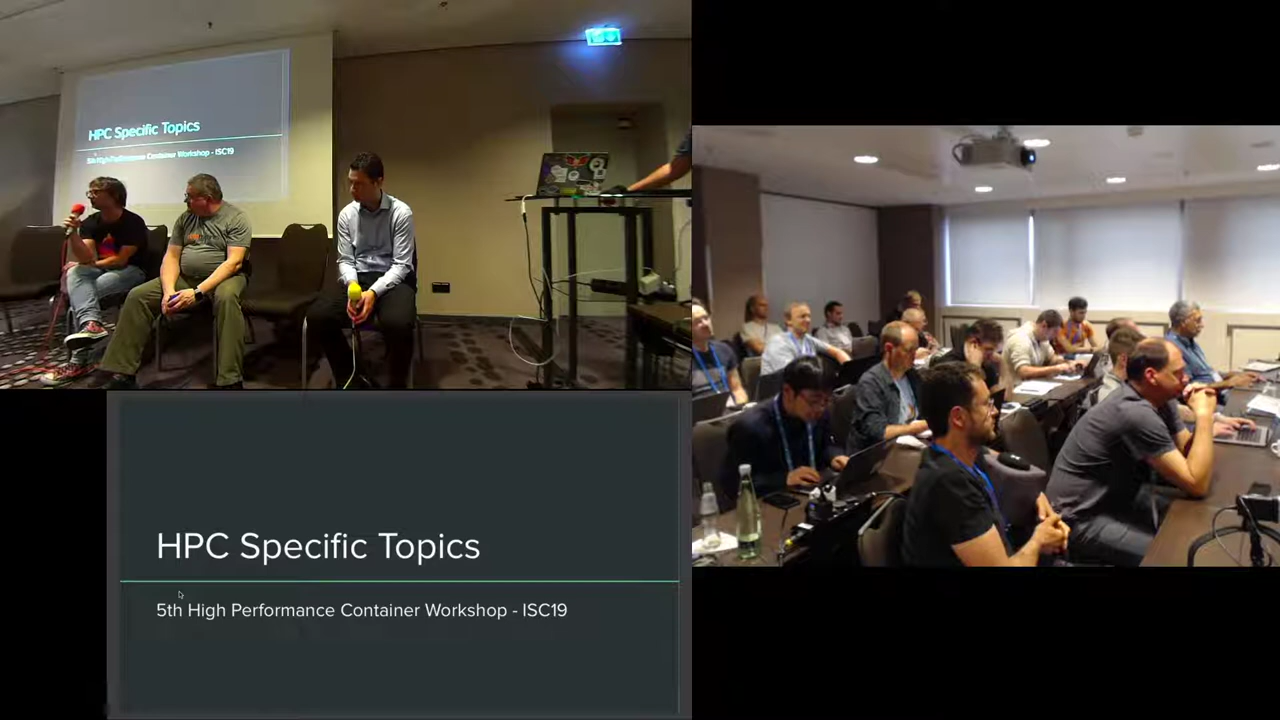 HPC Specific Topics
5th High Performance Container Workshop - ISC19
HPC Specific Topics
5th High Performance Container Workshop - ISC19